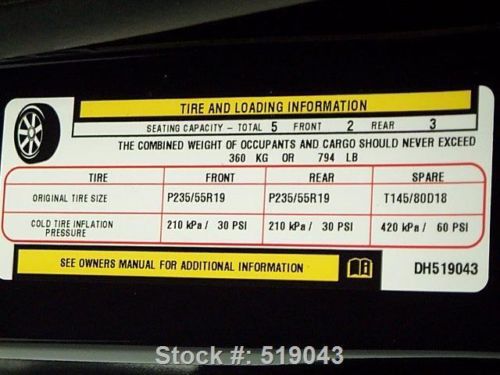 TIRE AND LOADING INFORMATION
SEATING CAPACITY - TOTAL 5 FRONT 2 REAR 3
THE COMBINED WEIGHT OF OCCUPANTS AND CARGO SHOULD NEVER EXCEED
360 KG OR 794 LB
TIRE FRONT REAR SPARE
ORIGINAL TIRE SIZE P235/55R19 P235/55R19 T145/80D18
COLD TIRE INFLATION PRESSURE 210 kPa / 30 PSI 210 kPa / 30 PSI 420 kPa / 60 PSI
SEE OWNERS MANUAL FOR ADDITIONAL INFORMATION DH519043
Stock #: 519043